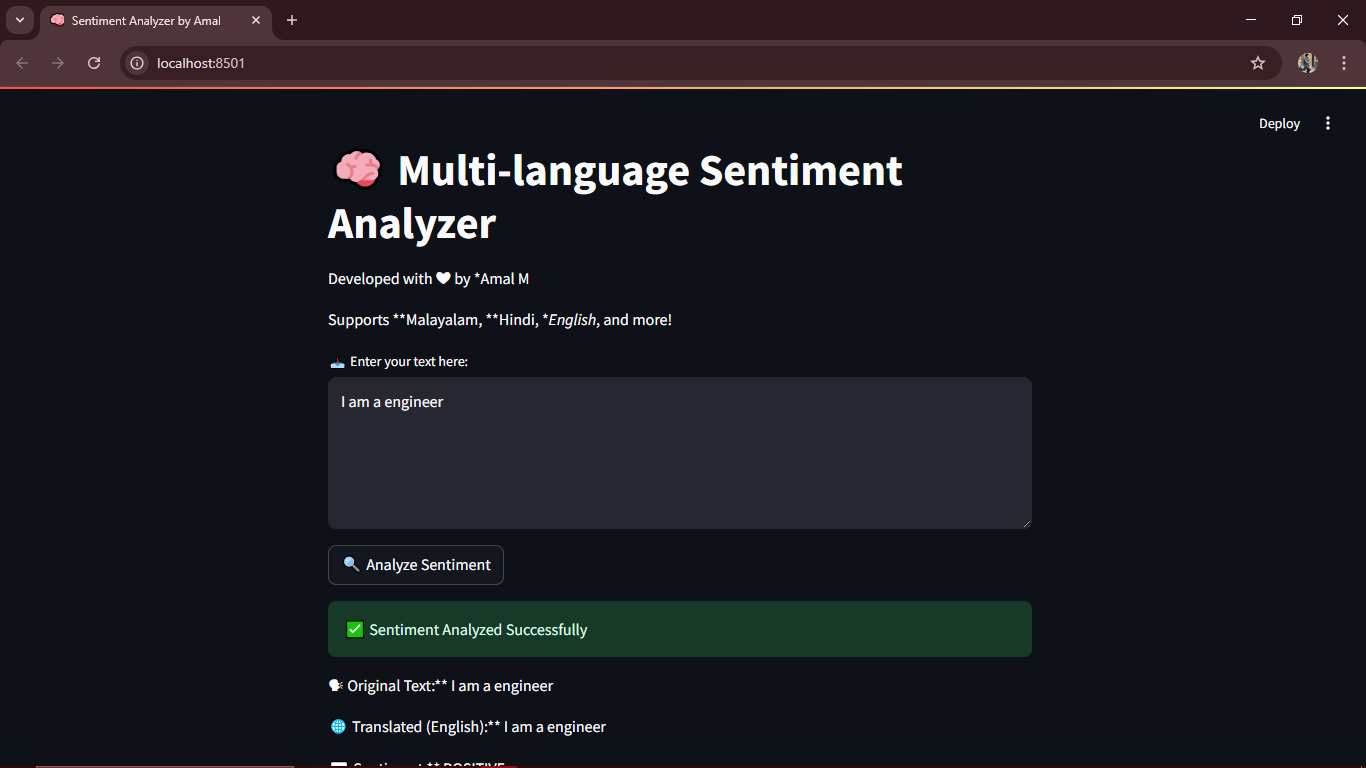 Sentiment Analyzer by Amal
localhost:8501
Deploy
🧠 Multi-language Sentiment
Analyzer
Developed with ❤ by *Amal M
Supports **Malayalam, **Hindi, *English, and more!
Enter your text here:
I am a engineer
🔍 Analyze Sentiment
✅ Sentiment Analyzed Successfully
🗣 Original Text:** I am a engineer
🌐 Translated (English):** I am a engineer